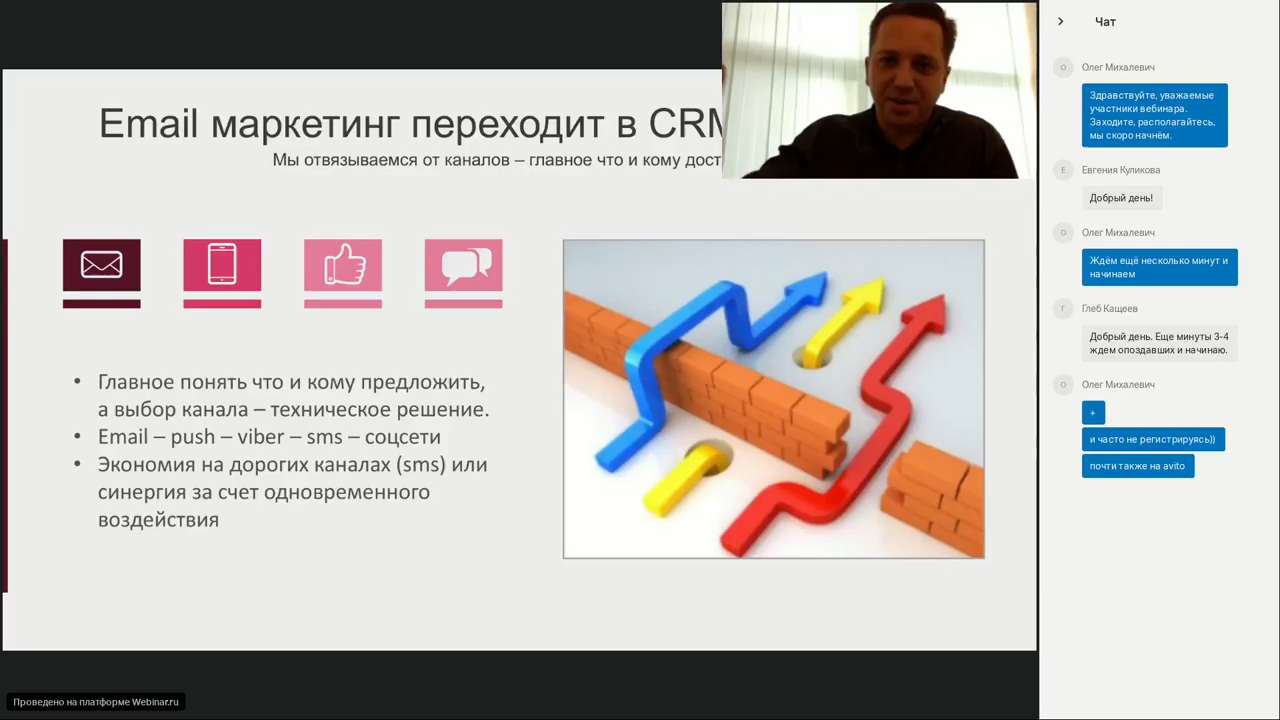 Email маркетинг переходит в CRM
Мы отвязываемся от каналов – главное что и кому дост
• Главное понять что и кому предложить,
а выбор канала – техническое решение.
• Email – push – viber – sms – соцсети
• Экономия на дорогих каналах (sms) или
синергия за счет одновременного
воздействия
Проведено на платформе Webinar.ru
Чат
О
Олег Михалевич
Здравствуйте, уважаемые
участники вебинара.
Заходите, располагайтесь,
мы скоро начнём.
Е
Евгения Куликова
Добрый день!
О
Олег Михалевич
Ждём ещё несколько минут и
начинаем
Г
Глеб Кащеев
Добрый день. Еще минуты 3-4
ждем опоздавших и начинаю.
О
Олег Михалевич
+
и часто не регистрируясь))
почти также на avito